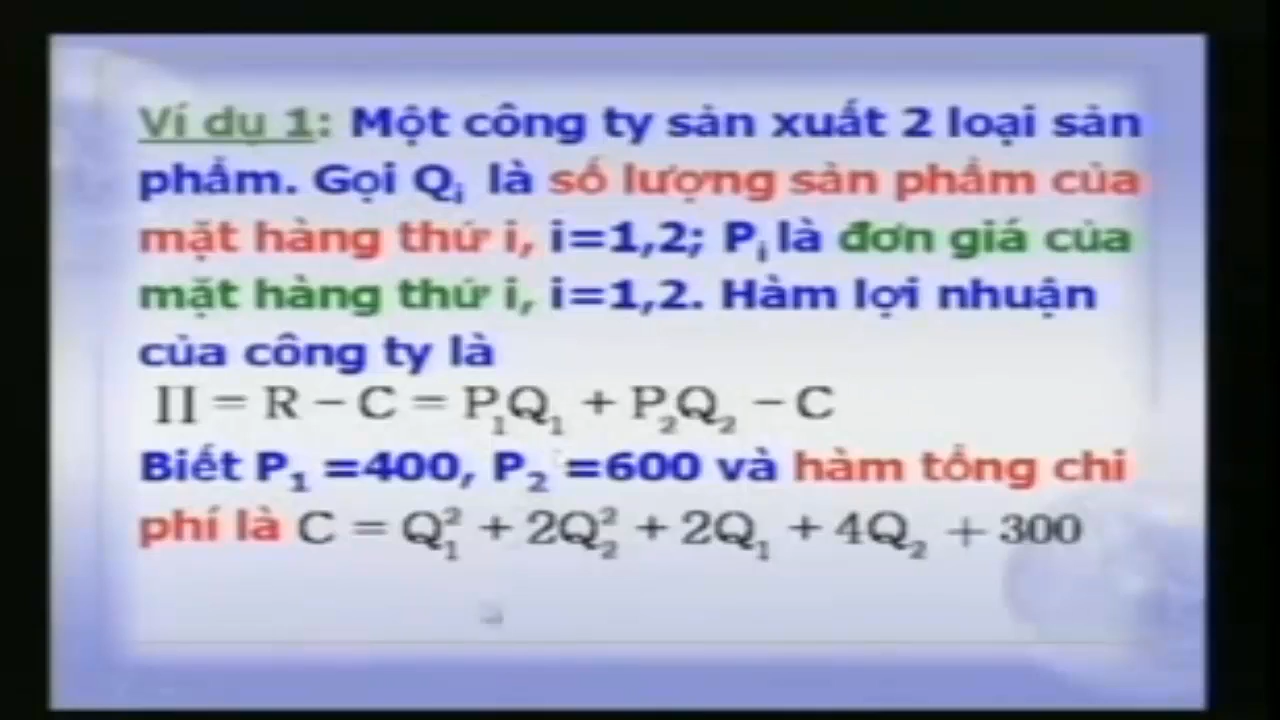 Ví dụ 1: Một công ty sản xuất 2 loại sản
phẩm. Gọi Qᵢ là số lượng sản phẩm của
mặt hàng thứ i, i=1,2; Pᵢ là đơn giá của
mặt hàng thứ i, i=1,2. Hàm lợi nhuận
của công ty là
∏ = R − C = P₁Q₁ + P₂Q₂ − C
Biết P₁ =400, P₂ =600 và hàm tổng chi
phí là C = Q₁² + 2Q₂² + 2Q₁ + 4Q₂ + 300